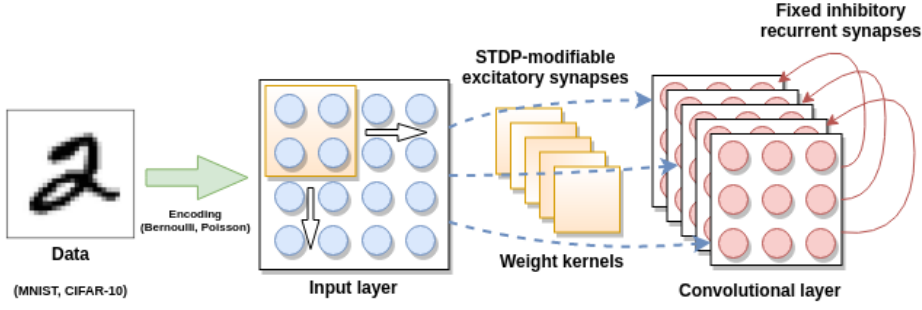 Fixed inhibitory
recurrent synapses
STDP-modifiable
excitatory synapses
Encoding
(Bernoulli, Poisson)
Data
(MNIST, CIFAR-10)
Input layer
Weight kernels
Convolutional layer